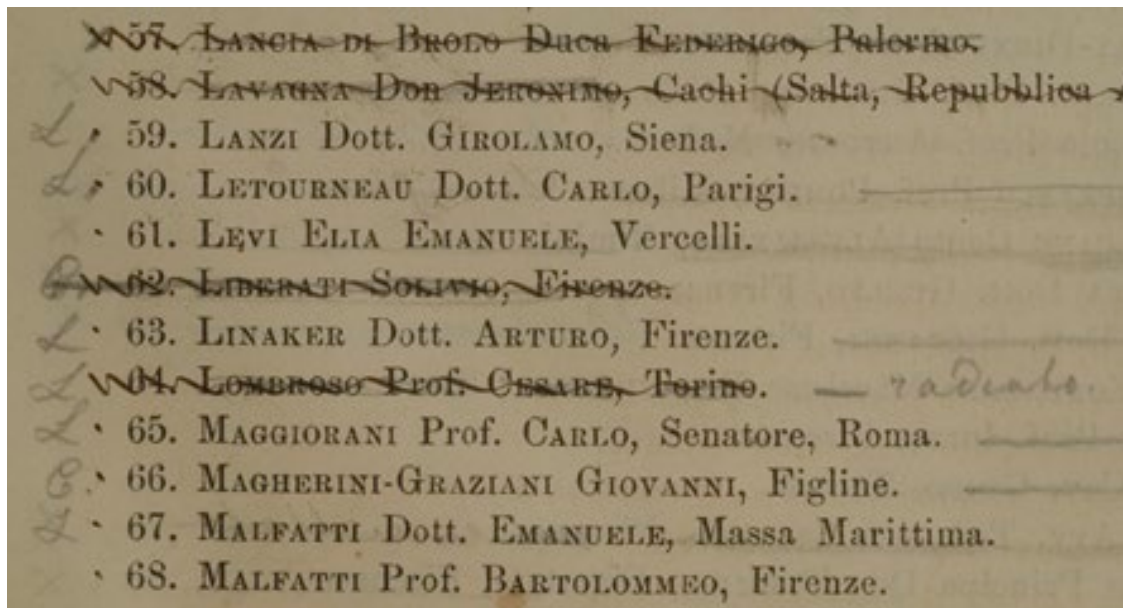 57. LANCIA DI BROLO Duca FEDERIGO, Palermo.
58. LAVAGNA Don JERONIMO, Cachi (Salta, Repubblica
59. LANZI Dott. GIROLAMO, Siena.
60. LETOURNEAU Dott. CARLO, Parigi.
61. LEVI ELIA EMANUELE, Vercelli.
62. LIBERATI SOLIVIO, Firenze.
63. LINAKER Dott. ARTURO, Firenze.
64. LOMBROSO Prof. CESARE, Torino. — radiato.
65. MAGGIORANI Prof. CARLO, Senatore, Roma.
66. MAGHERINI-GRAZIANI GIOVANNI, Figline.
67. MALFATTI Dott. EMANUELE, Massa Marittima.
68. MALFATTI Prof. BARTOLOMMEO, Firenze.